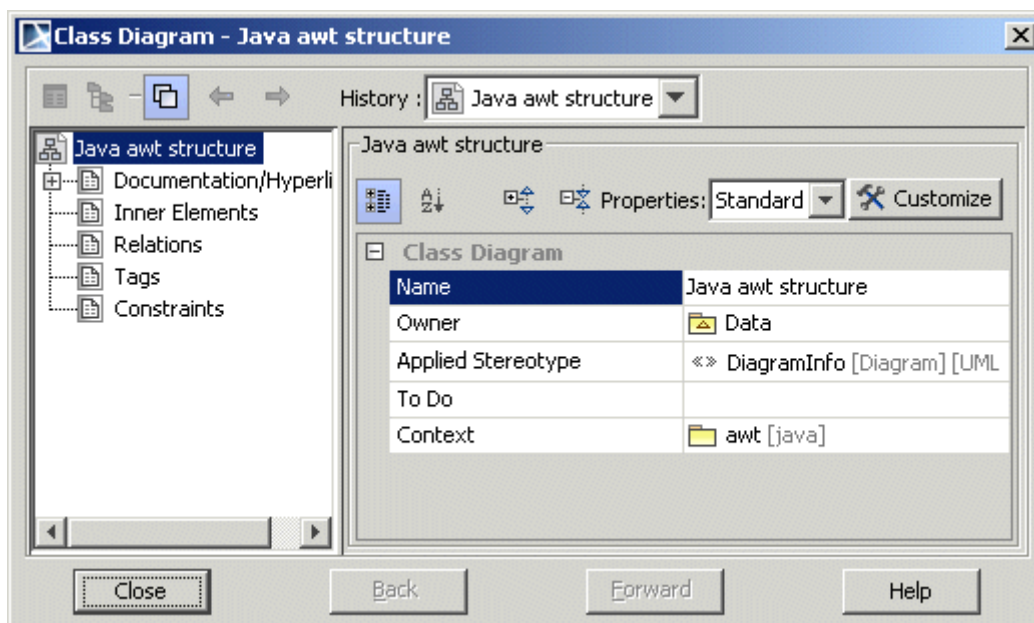 Class Diagram - Java awt structure
History : Java awt structure
Java awt structure
Documentation/Hyperli
Inner Elements
Relations
Tags
Constraints
Java awt structure
Properties: Standard Customize
Class Diagram
Name Java awt structure
Owner Data
Applied Stereotype «» DiagramInfo [Diagram] [UML
To Do
Context awt [java]
Close Back Forward Help